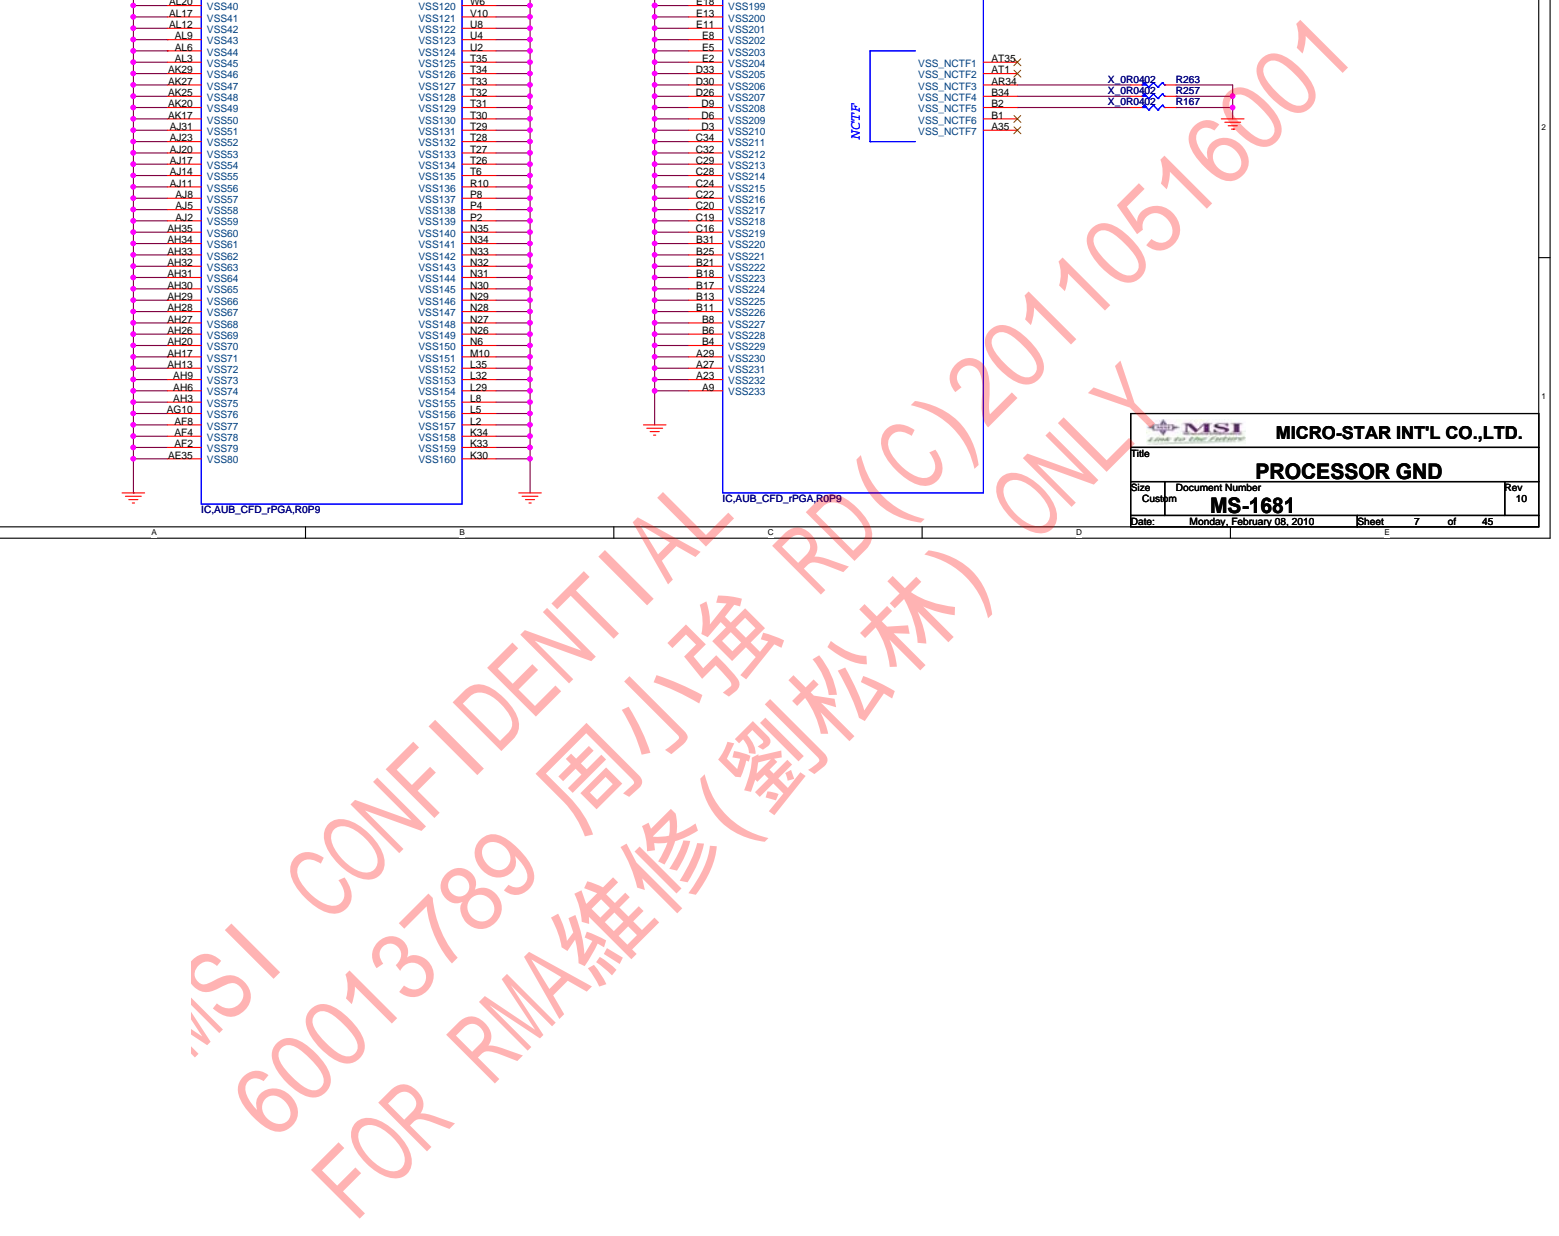 AL20 VSS40 VSS120 W6 E18 VSS199
AL17 VSS41 VSS121 V10 E13 VSS200
AL12 VSS42 VSS122 U8 E11 VSS201
AL9 VSS43 VSS123 U4 E8 VSS202
AL6 VSS44 VSS124 U2 E5 VSS203
AL3 VSS45 VSS125 T35 E2 VSS204 VSS_NCTF1 AT35
AK29 VSS46 VSS126 T34 D33 VSS205 VSS_NCTF2 AT1
AK27 VSS47 VSS127 T33 D30 VSS206 VSS_NCTF3 AR34 X_0R0402 R263
AK25 VSS48 VSS128 T32 D26 VSS207 VSS_NCTF4 B34 X_0R0402 R257
AK20 VSS49 VSS129 T31 D9 VSS208 VSS_NCTF5 B2 X_0R0402 R167
AK17 VSS50 VSS130 T30 D6 VSS209 VSS_NCTF6 B1
AJ31 VSS51 VSS131 T29 D3 VSS210 VSS_NCTF7 A35
NCTF
2
AJ23 VSS52 VSS132 T28 C34 VSS211
AJ20 VSS53 VSS133 T27 C32 VSS212
AJ17 VSS54 VSS134 T26 C29 VSS213
AJ14 VSS55 VSS135 T6 C28 VSS214
AJ11 VSS56 VSS136 R10 C24 VSS215
AJ8 VSS57 VSS137 P8 C22 VSS216
AJ5 VSS58 VSS138 P4 C20 VSS217
AJ2 VSS59 VSS139 P2 C19 VSS218
AH35 VSS60 VSS140 N35 C16 VSS219
AH34 VSS61 VSS141 N34 B31 VSS220
AH33 VSS62 VSS142 N33 B25 VSS221
AH32 VSS63 VSS143 N32 B21 VSS222
AH31 VSS64 VSS144 N31 B18 VSS223
AH30 VSS65 VSS145 N30 B17 VSS224
AH29 VSS66 VSS146 N29 B13 VSS225
AH28 VSS67 VSS147 N28 B11 VSS226
AH27 VSS68 VSS148 N27 B8 VSS227
AH26 VSS69 VSS149 N26 B6 VSS228
AH20 VSS70 VSS150 N6 B4 VSS229
AH17 VSS71 VSS151 M10 A29 VSS230
AH13 VSS72 VSS152 L35 A27 VSS231
AH9 VSS73 VSS153 L32 A23 VSS232
AH6 VSS74 VSS154 L29 A9 VSS233
AH3 VSS75 VSS155 L8
1
AG10 VSS76 VSS156 L5
AF8 VSS77 VSS157 L2
AF4 VSS78 VSS158 K34
AF2 VSS79 VSS159 K33
AE35 VSS80 VSS160 K30
IC,AUB_CFD_rPGA,R0P9
IC,AUB_CFD_rPGA,R0P9
MSI
Link to the Future
MICRO-STAR INT'L CO.,LTD.
Title
PROCESSOR GND
Size Document Number Rev
Custom MS-1681 10
Date: Monday, February 08, 2010 Sheet 7 of 45
A B C D E
MSI CONFIDENTIAL
60013789 周小強 RD(C)20110516001
FOR RMA維修(劉松林) ONLY